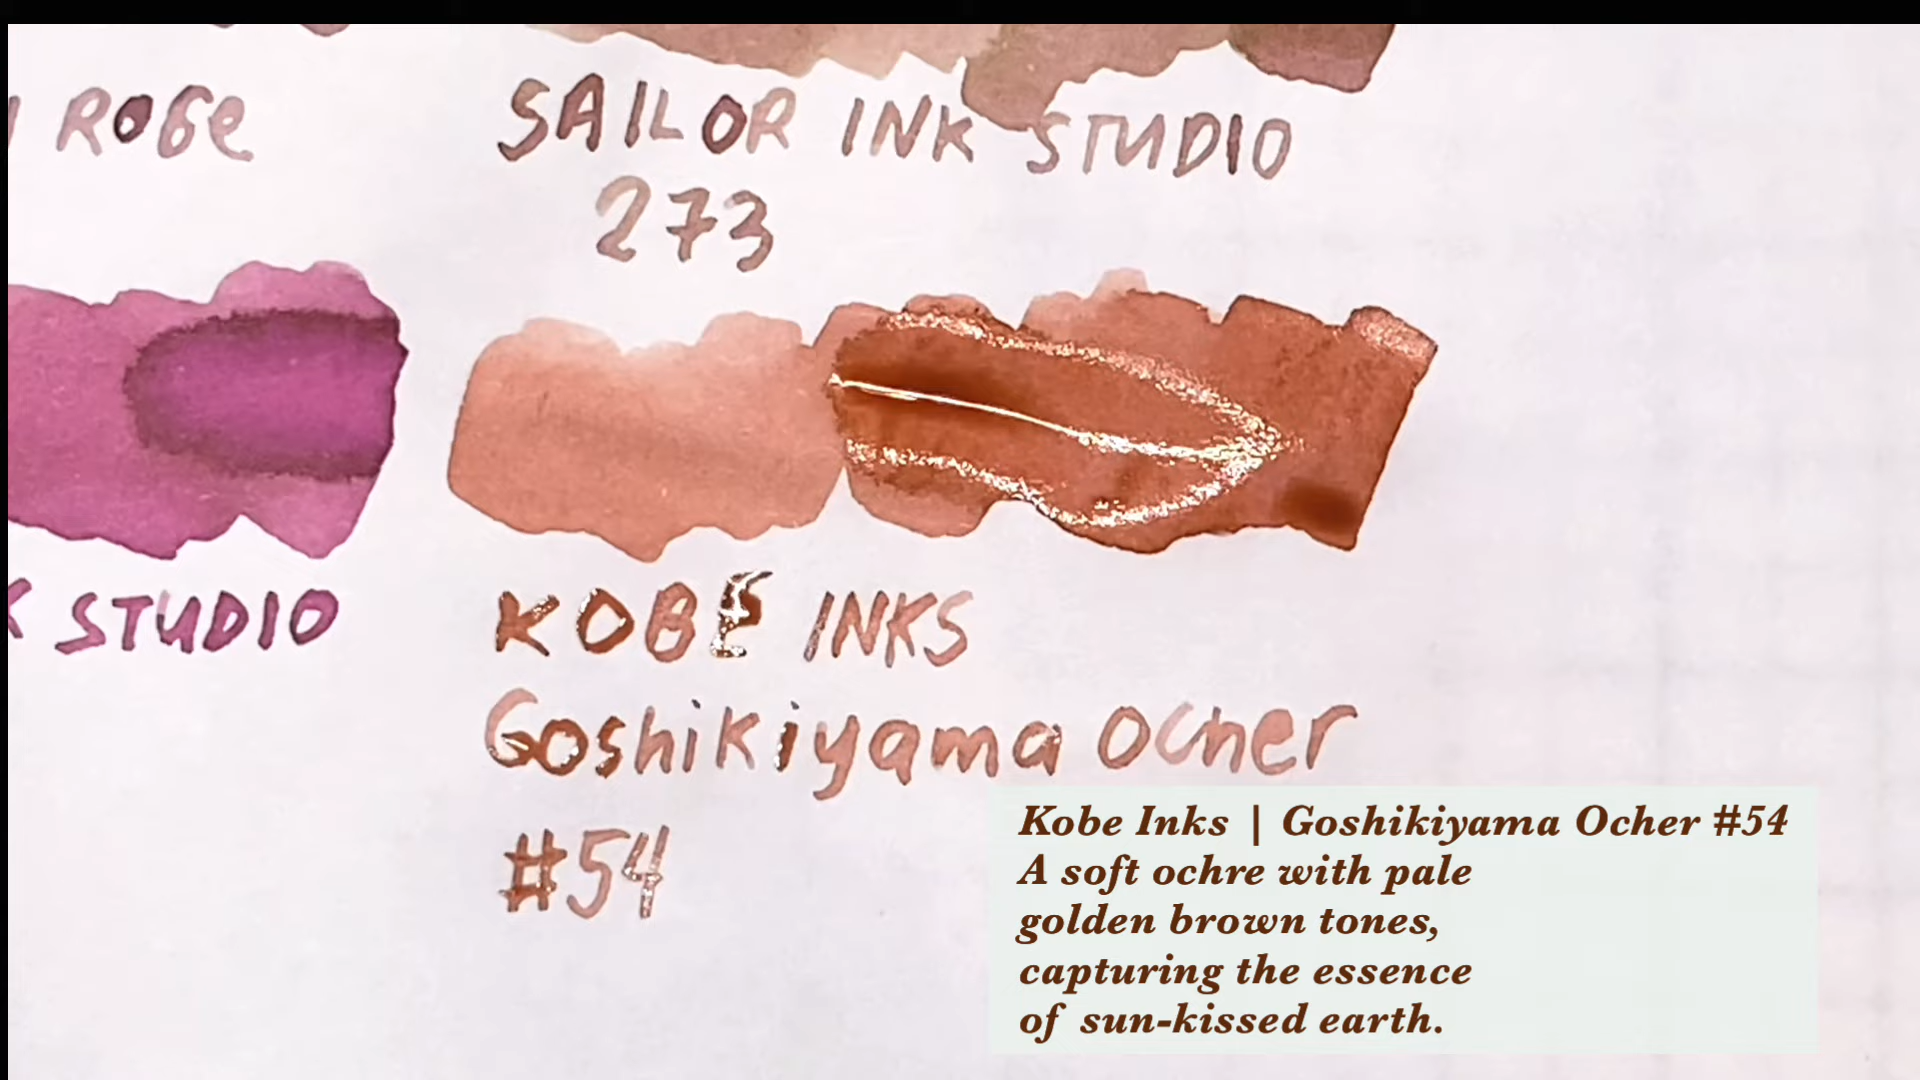 Robe
SAILOR INK STUDIO
273
STUDIO
KOBE INKS
Goshikiyama Ocher
#54
Kobe Inks | Goshikiyama Ocher #54
A soft ochre with pale
golden brown tones,
capturing the essence
of sun-kissed earth.